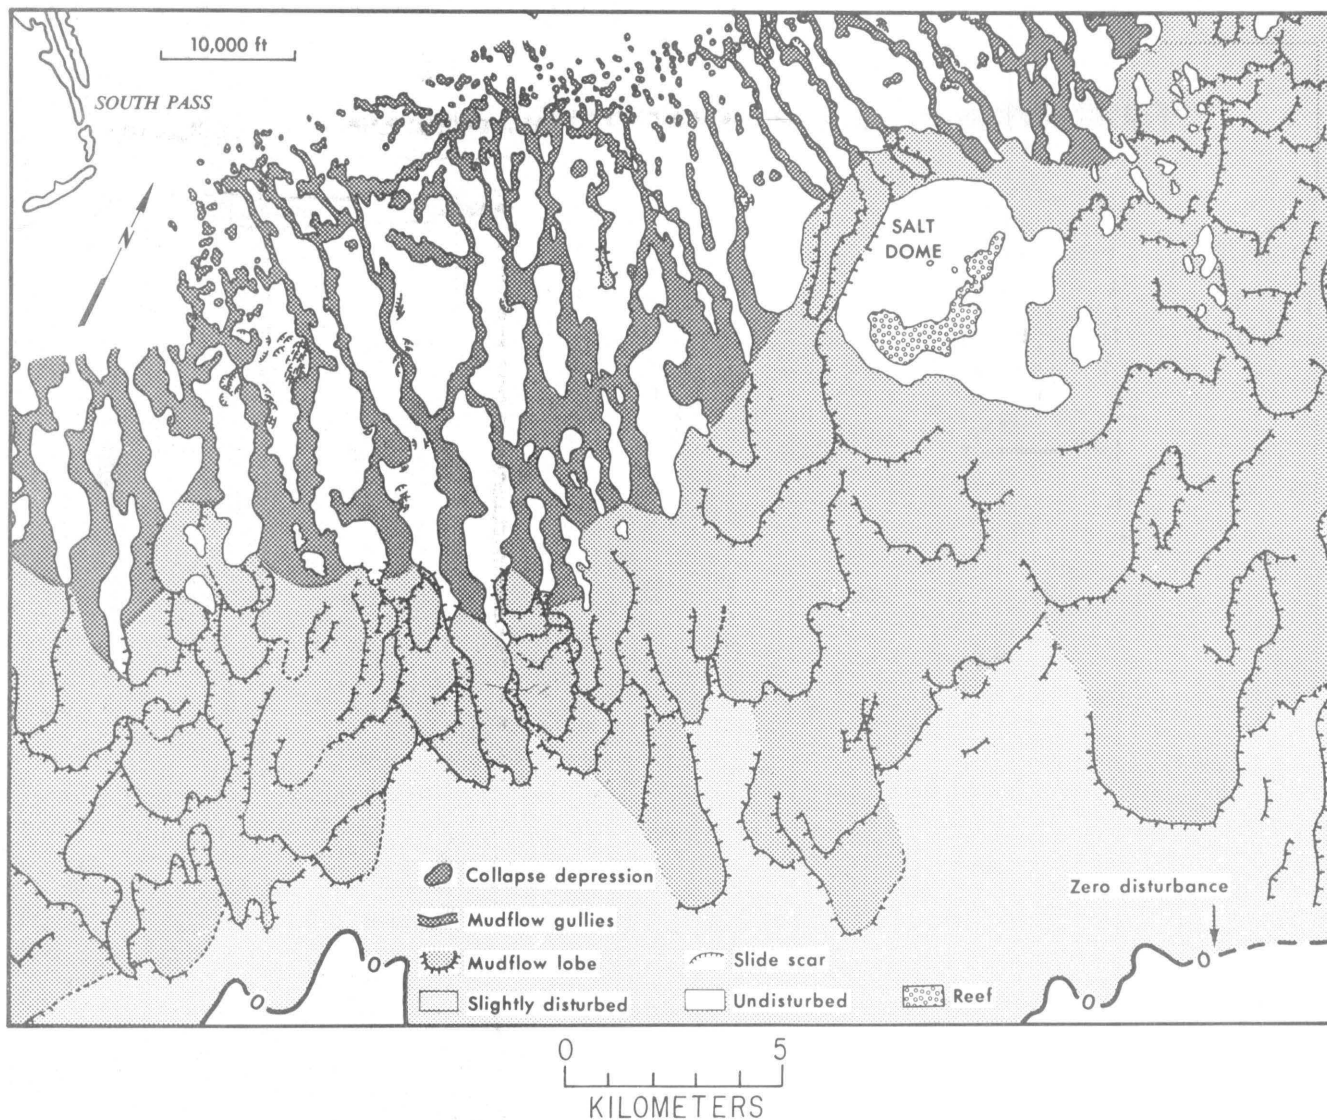 10,000 ft
SOUTH PASS
N
SALT
DOME
Collapse depression
Mudflow gullies
Mudflow lobe
Slightly disturbed
Slide scar
Undisturbed
Reef
Zero disturbance
0
0
0
0
0 5
KILOMETERS